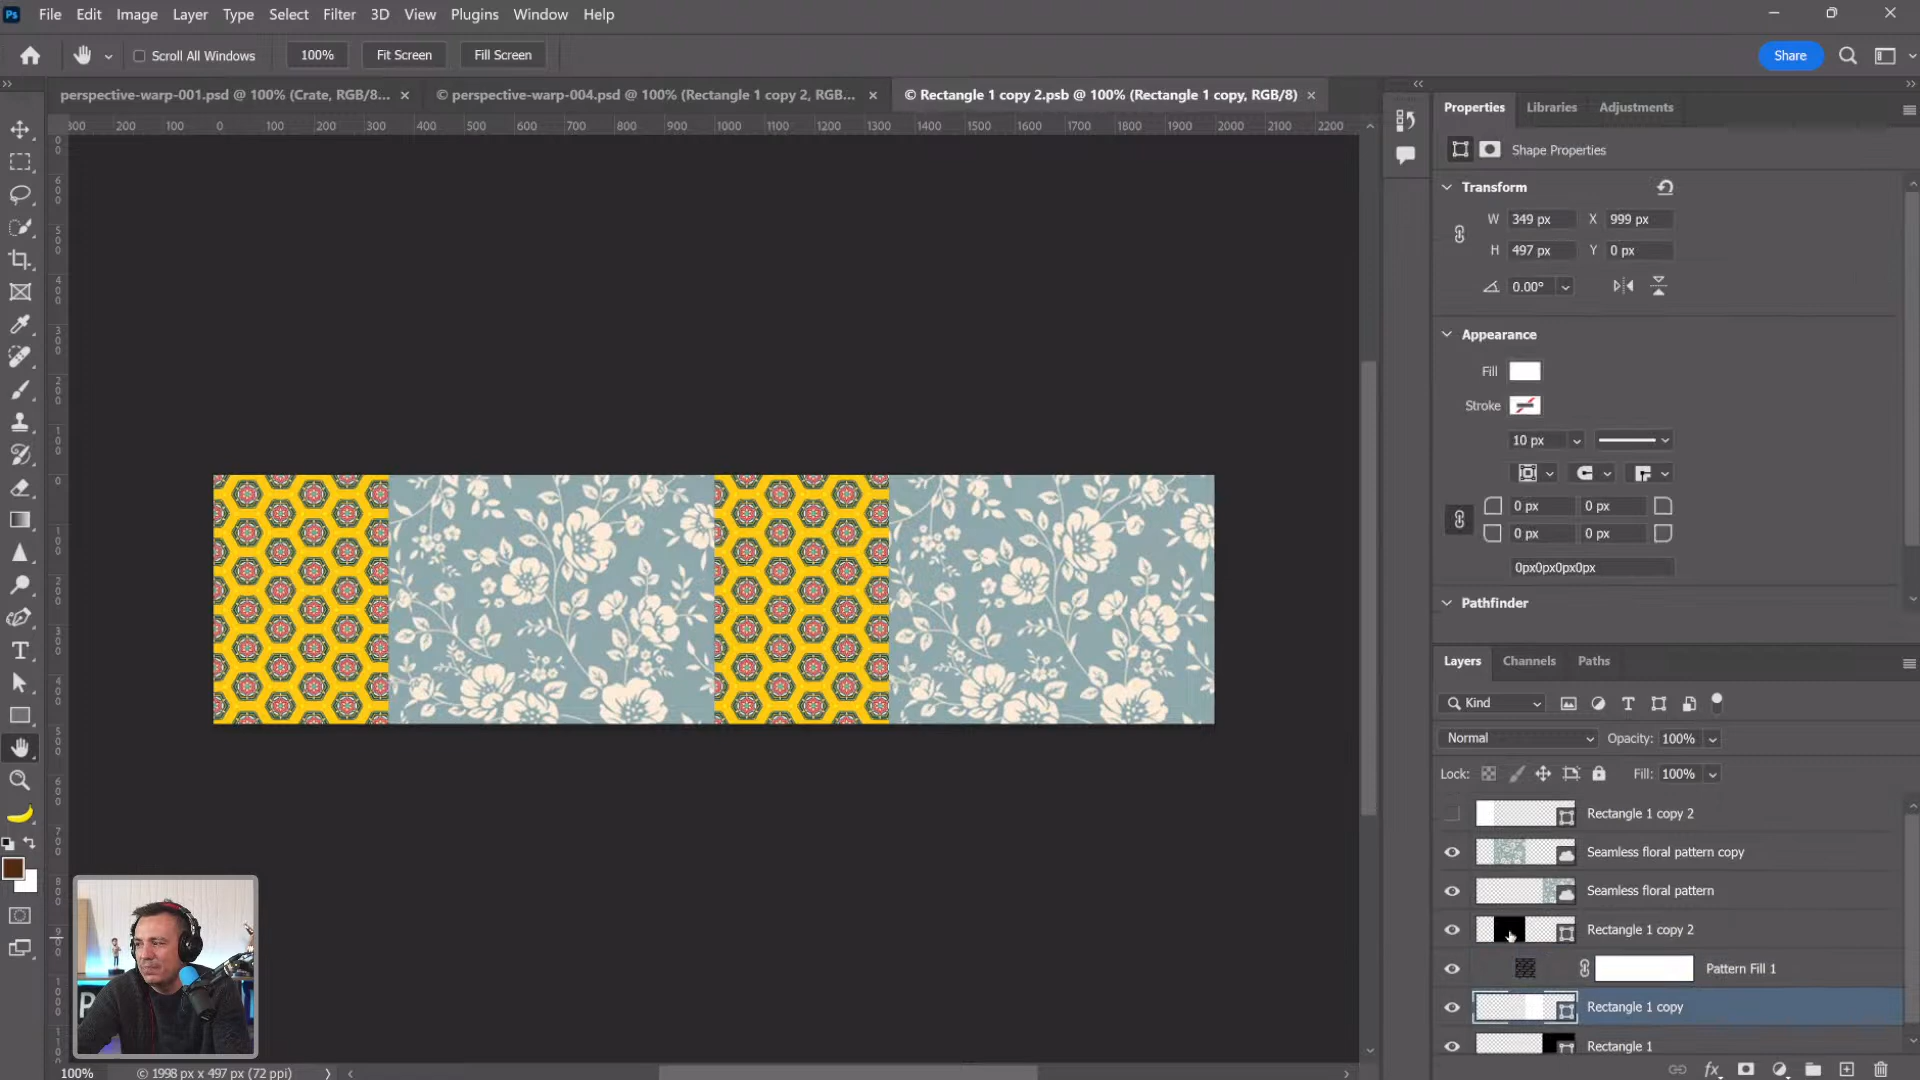 Ps File Edit Image Layer Type Select Filter 3D View Plugins Window Help
Scroll All Windows 100% Fit Screen Fill Screen Share
perspective-warp-001.psd @ 100% (Crate, RGB/8... × © perspective-warp-004.psd @ 100% (Rectangle 1 copy 2, RGB... × © Rectangle 1 copy 2.psb @ 100% (Rectangle 1 copy, RGB/8) ×
300 200 100 0 100 200 300 400 500 600 700 800 900 1000 1100 1200 1300 1400 1500 1600 1700 1800 1900 2000 2100 2200
Properties Libraries Adjustments
Shape Properties
Transform
W 349 px X 999 px
H 497 px Y 0 px
0.00°
Appearance
Fill
Stroke
10 px
0 px 0 px
0 px 0 px
0px0px0px0px
Pathfinder
Layers Channels Paths
Kind
Normal Opacity: 100%
Lock: Fill: 100%
Rectangle 1 copy 2
Seamless floral pattern copy
Seamless floral pattern
Rectangle 1 copy 2
Pattern Fill 1
Rectangle 1 copy
Rectangle 1
fx
100% © 1998 px x 497 px (72 ppi)